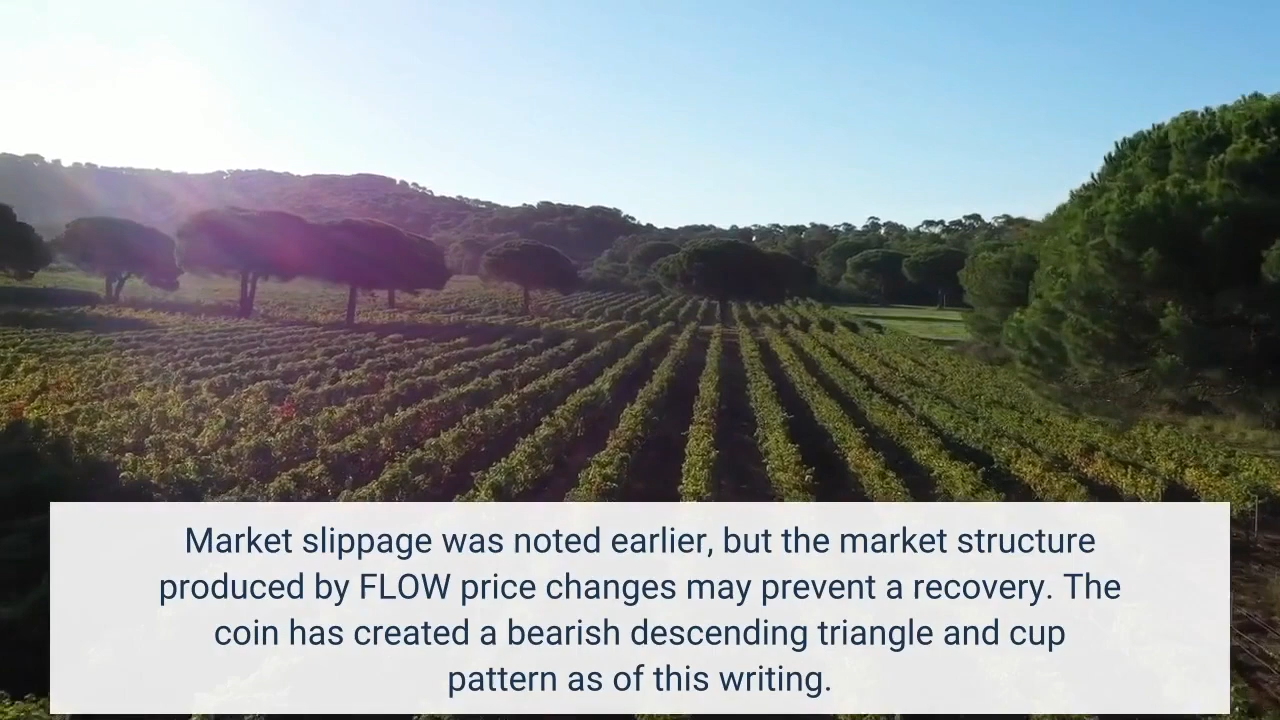 Market slippage was noted earlier, but the market structure
produced by FLOW price changes may prevent a recovery. The
coin has created a bearish descending triangle and cup
pattern as of this writing.